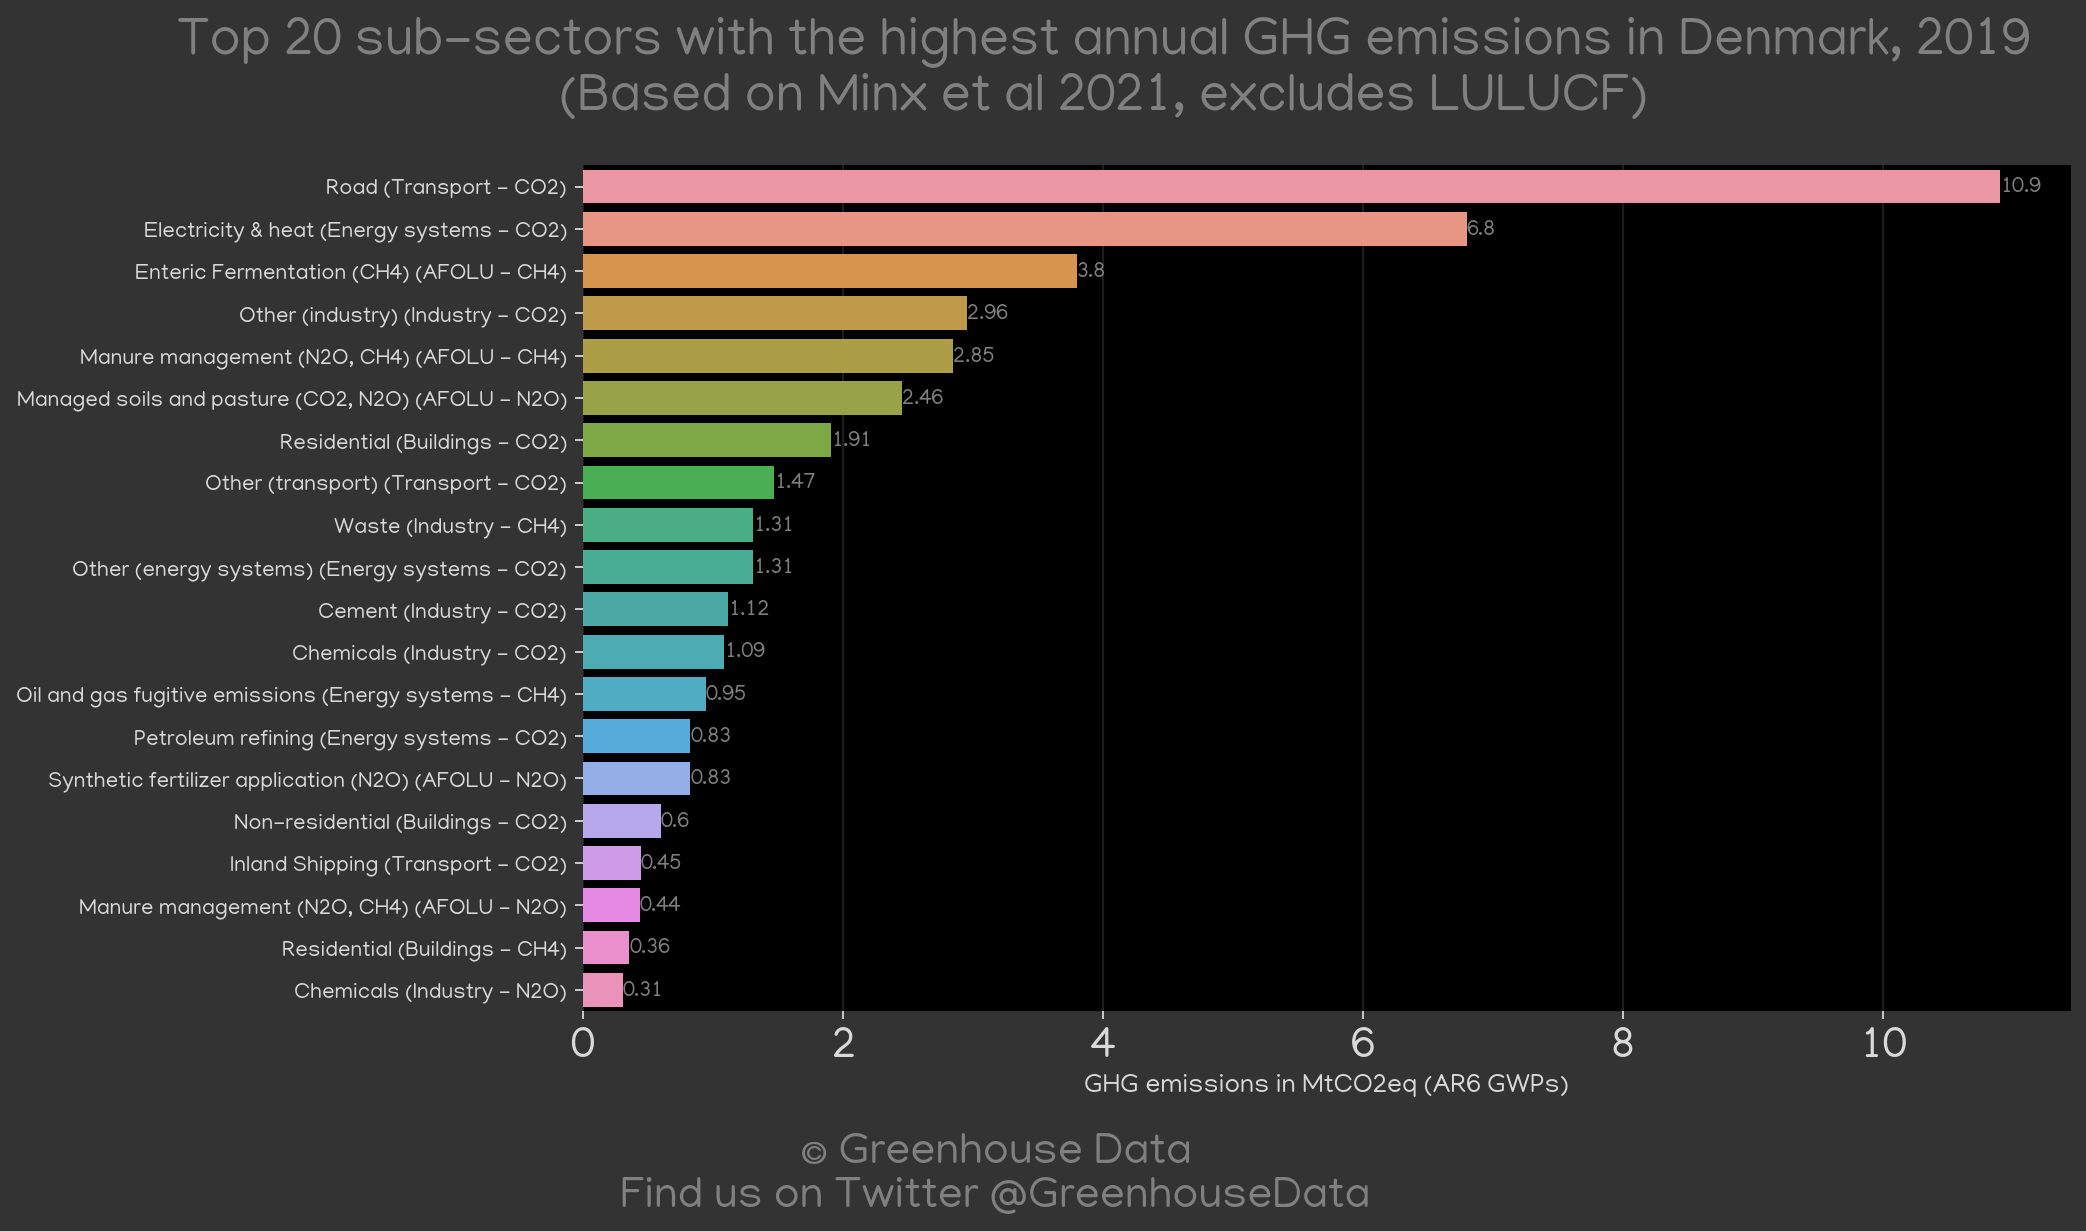 Top 20 sub-sectors with the highest annual GHG emissions in Denmark, 2019
(Based on Minx et al 2021, excludes LULUCF)
Road (Transport - CO2) 10.9
Electricity & heat (Energy systems - CO2) 6.8
Enteric Fermentation (CH4) (AFOLU - CH4) 3.8
Other (industry) (Industry - CO2) 2.96
Manure management (N2O, CH4) (AFOLU - CH4) 2.85
Managed soils and pasture (CO2, N2O) (AFOLU - N2O) 2.46
Residential (Buildings - CO2) 1.91
Other (transport) (Transport - CO2) 1.47
Waste (Industry - CH4) 1.31
Other (energy systems) (Energy systems - CO2) 1.31
Cement (Industry - CO2) 1.12
Chemicals (Industry - CO2) 1.09
Oil and gas fugitive emissions (Energy systems - CH4) 0.95
Petroleum refining (Energy systems - CO2) 0.83
Synthetic fertilizer application (N2O) (AFOLU - N2O) 0.83
Non-residential (Buildings - CO2) 0.6
Inland Shipping (Transport - CO2) 0.45
Manure management (N2O, CH4) (AFOLU - N2O) 0.44
Residential (Buildings - CH4) 0.36
Chemicals (Industry - N2O) 0.31
0 2 4 6 8 10
GHG emissions in MtCO2eq (AR6 GWPs)
© Greenhouse Data
Find us on Twitter @GreenhouseData